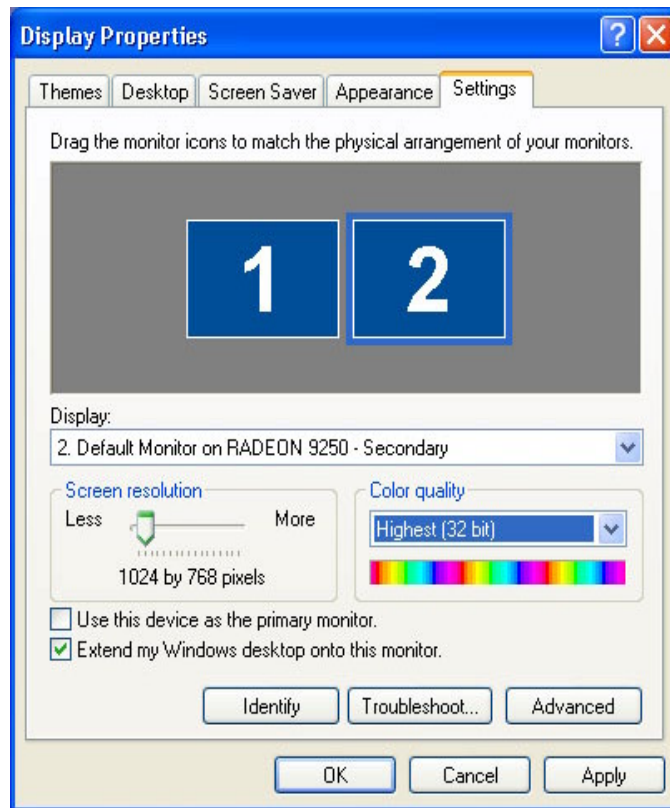 Display Properties
?
Themes Desktop Screen Saver Appearance Settings
Drag the monitor icons to match the physical arrangement of your monitors.
1 2
Display:
2. Default Monitor on RADEON 9250 - Secondary
Screen resolution
Less More
1024 by 768 pixels
Color quality
Highest (32 bit)
Use this device as the primary monitor.
Extend my Windows desktop onto this monitor.
Identify Troubleshoot... Advanced
OK Cancel Apply